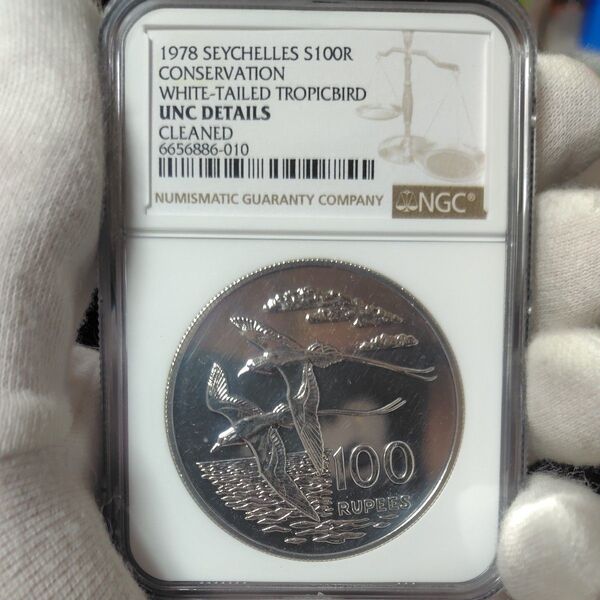 1978 SEYCHELLES S100R
CONSERVATION
WHITE-TAILED TROPICBIRD
UNC DETAILS
CLEANED
6656886-010
NUMISMATIC GUARANTY COMPANY
NGC®
100
RUPEES